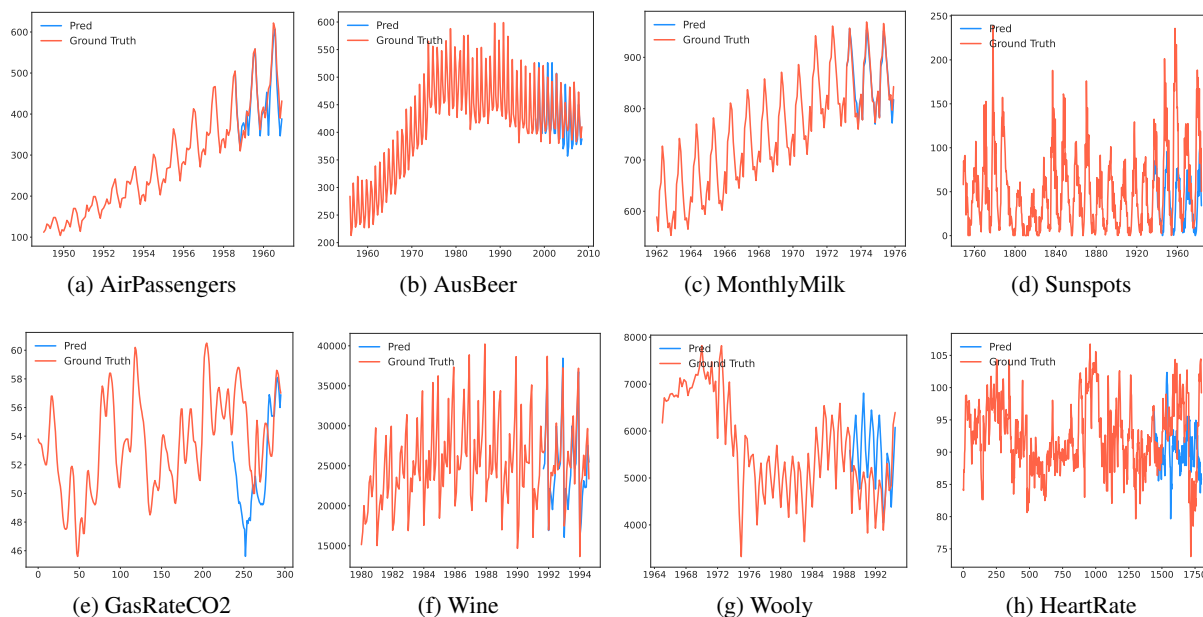 Pred
Ground Truth
600
500
400
300
200
100
1950 1952 1954 1956 1958 1960
(a) AirPassengers
Pred
Ground Truth
600
550
500
450
400
350
300
250
200
1960 1970 1980 1990 2000 2010
(b) AusBeer
Pred
Ground Truth
900
800
700
600
1962 1964 1966 1968 1970 1972 1974 1976
(c) MonthlyMilk
Pred
Ground Truth
250
200
150
100
50
0
1760 1800 1840 1880 1920 1960
(d) Sunspots
Pred
Ground Truth
60
58
56
54
52
50
48
46
0 50 100 150 200 250 300
(e) GasRateCO2
Pred
Ground Truth
40000
35000
30000
25000
20000
15000
1980 1982 1984 1986 1988 1990 1992 1994
(f) Wine
Pred
Ground Truth
8000
7000
6000
5000
4000
1964 1968 1972 1976 1980 1984 1988 1992
(g) Wooly
Pred
Ground Truth
105
100
95
90
85
80
75
0 250 500 750 1000 1250 1500 1750
(h) HeartRate